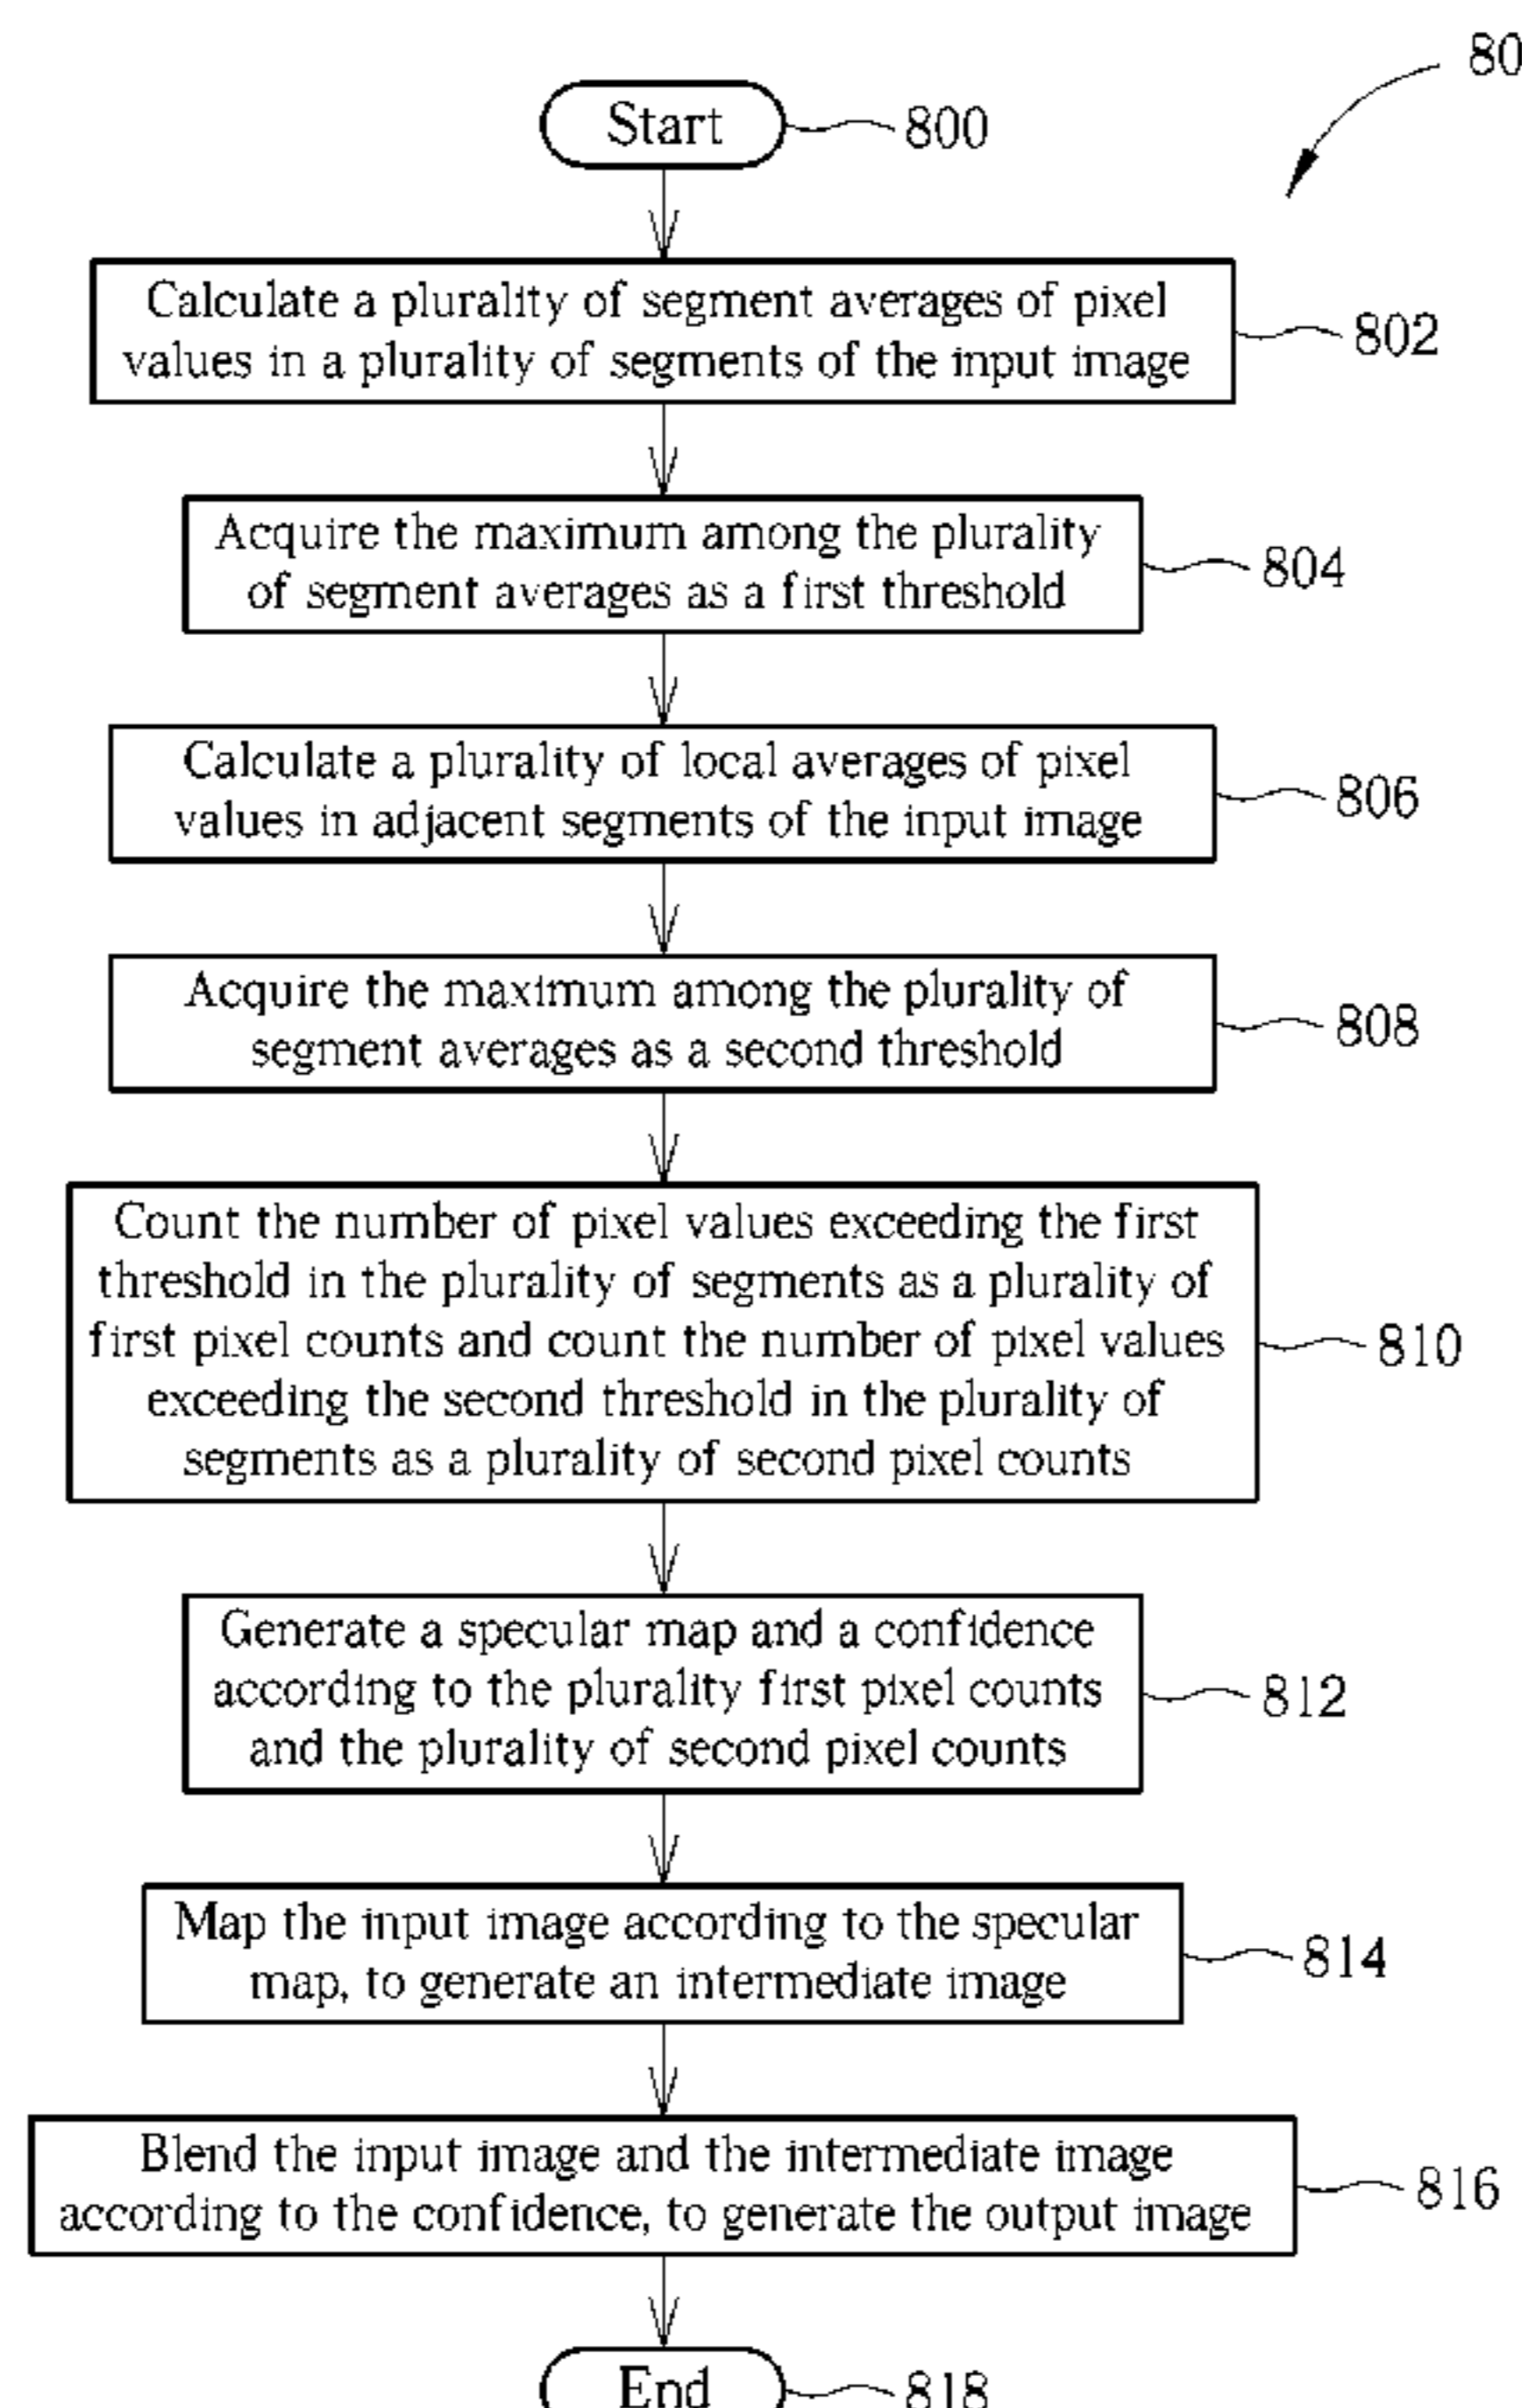 80
Start
800
Calculate a plurality of segment averages of pixel
values in a plurality of segments of the input image
802
Acquire the maximum among the plurality
of segment averages as a first threshold
804
Calculate a plurality of local averages of pixel
values in adjacent segments of the input image
806
Acquire the maximum among the plurality of
segment averages as a second threshold
808
Count the number of pixel values exceeding the first
threshold in the plurality of segments as a plurality of
first pixel counts and count the number of pixel values
exceeding the second threshold in the plurality of
segments as a plurality of second pixel counts
810
Generate a specular map and a confidence
according to the plurality first pixel counts
and the plurality of second pixel counts
812
Map the input image according to the specular
map, to generate an intermediate image
814
Blend the input image and the intermediate image
according to the confidence, to generate the output image
816
End
818